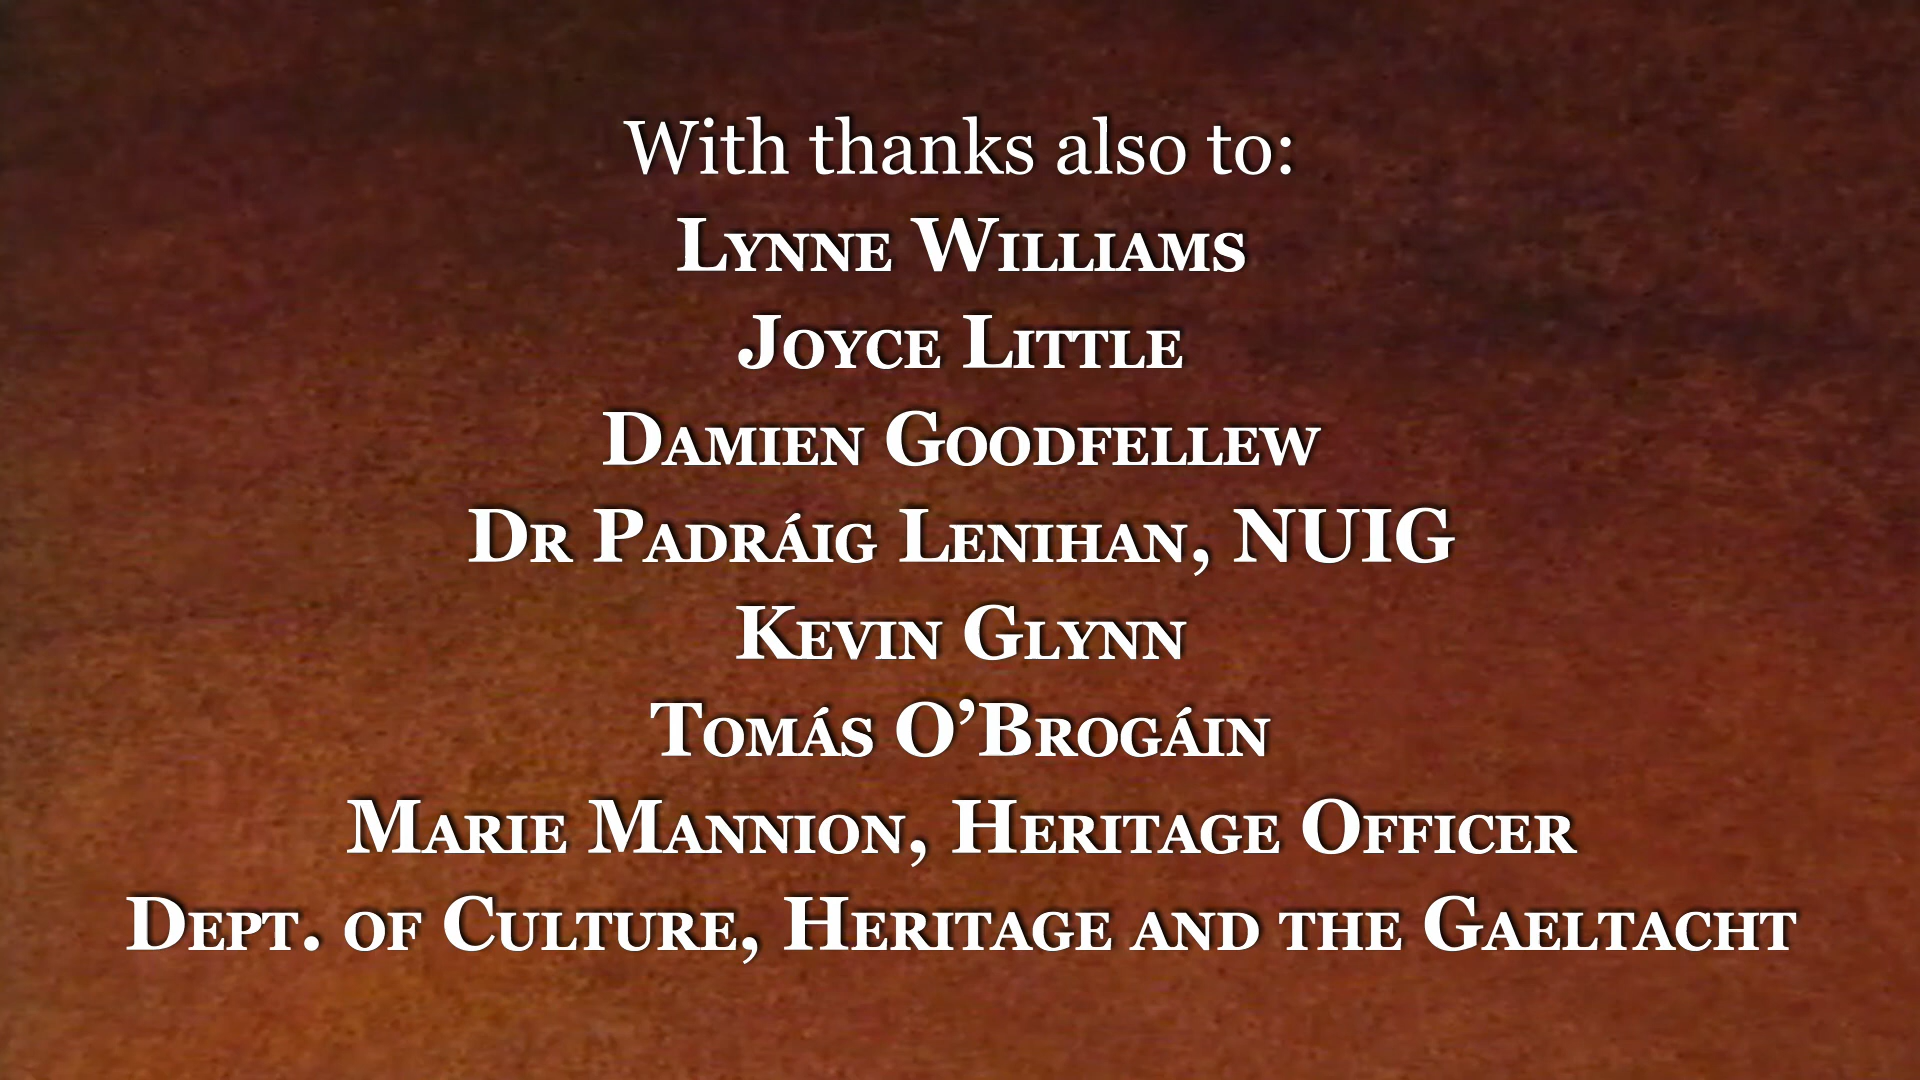 With thanks also to:
Lynne Williams
Joyce Little
Damien Goodfellew
Dr Padráig Lenihan, NUIG
Kevin Glynn
Tomás O’Brogáin
Marie Mannion, Heritage Officer
Dept. of Culture, Heritage and the Gaeltacht